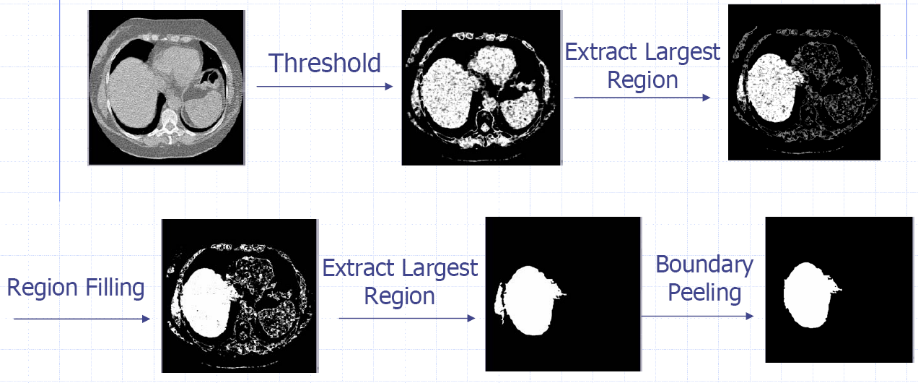 Threshold
Extract Largest
Region
Region Filling
Extract Largest
Region
Boundary
Peeling